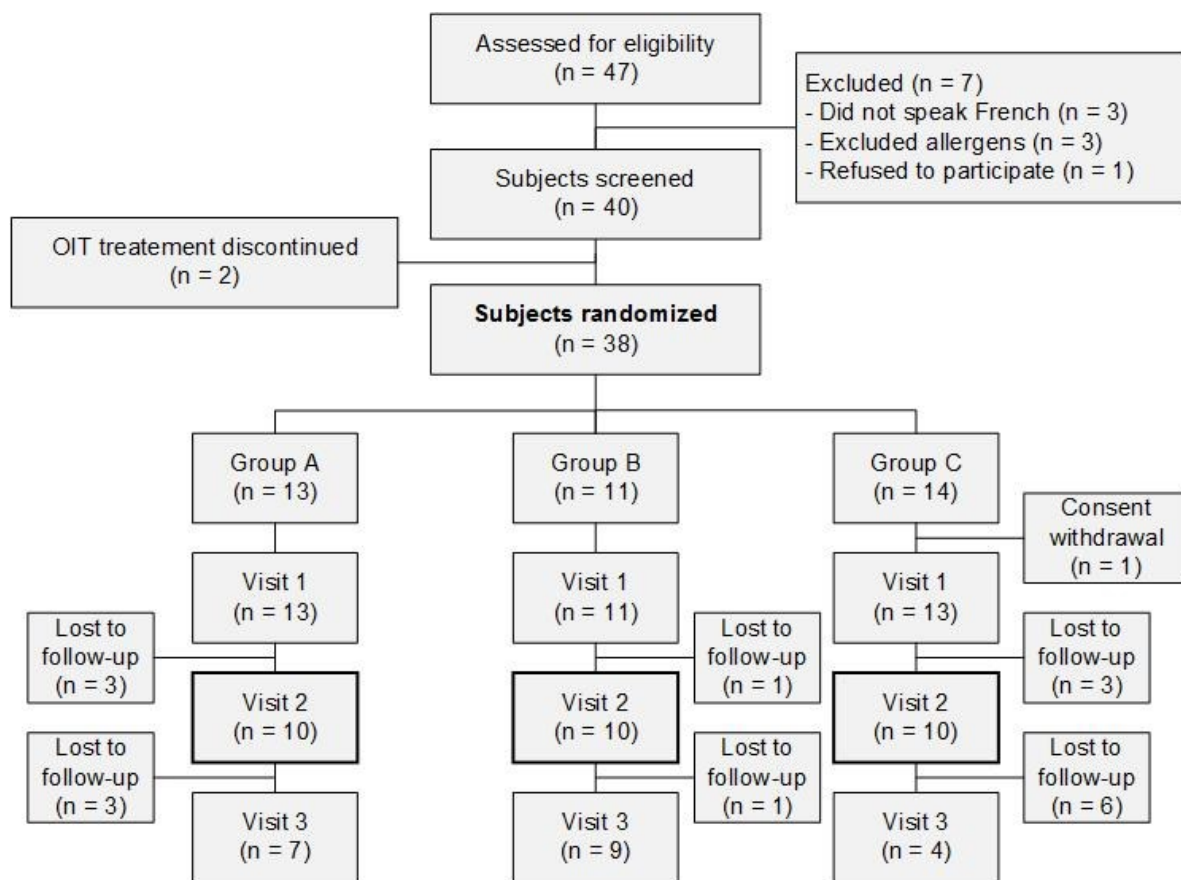 Assessed for eligibility
(n = 47)
Excluded (n = 7)
- Did not speak French (n = 3)
- Excluded allergens (n = 3)
- Refused to participate (n = 1)
Subjects screened
(n = 40)
OIT treatement discontinued
(n = 2)
Subjects randomized
(n = 38)
Group A
(n = 13)
Group B
(n = 11)
Group C
(n = 14)
Consent
withdrawal
(n = 1)
Visit 1
(n = 13)
Visit 1
(n = 11)
Visit 1
(n = 13)
Lost to
follow-up
(n = 3)
Lost to
follow-up
(n = 1)
Lost to
follow-up
(n = 3)
Visit 2
(n = 10)
Visit 2
(n = 10)
Visit 2
(n = 10)
Lost to
follow-up
(n = 3)
Lost to
follow-up
(n = 1)
Lost to
follow-up
(n = 6)
Visit 3
(n = 7)
Visit 3
(n = 9)
Visit 3
(n = 4)